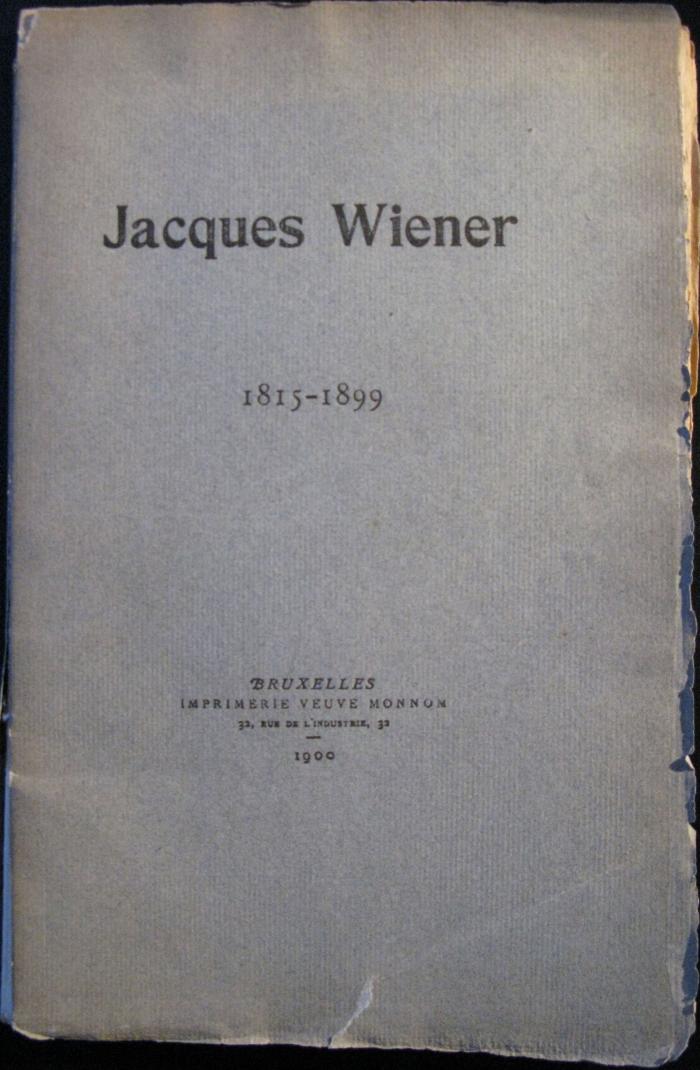 Jacques Wiener
1815-1899
BRUXELLES
IMPRIMERIE VEUVE MONNOM
32, RUE DE L'INDUSTRIE, 32
1900